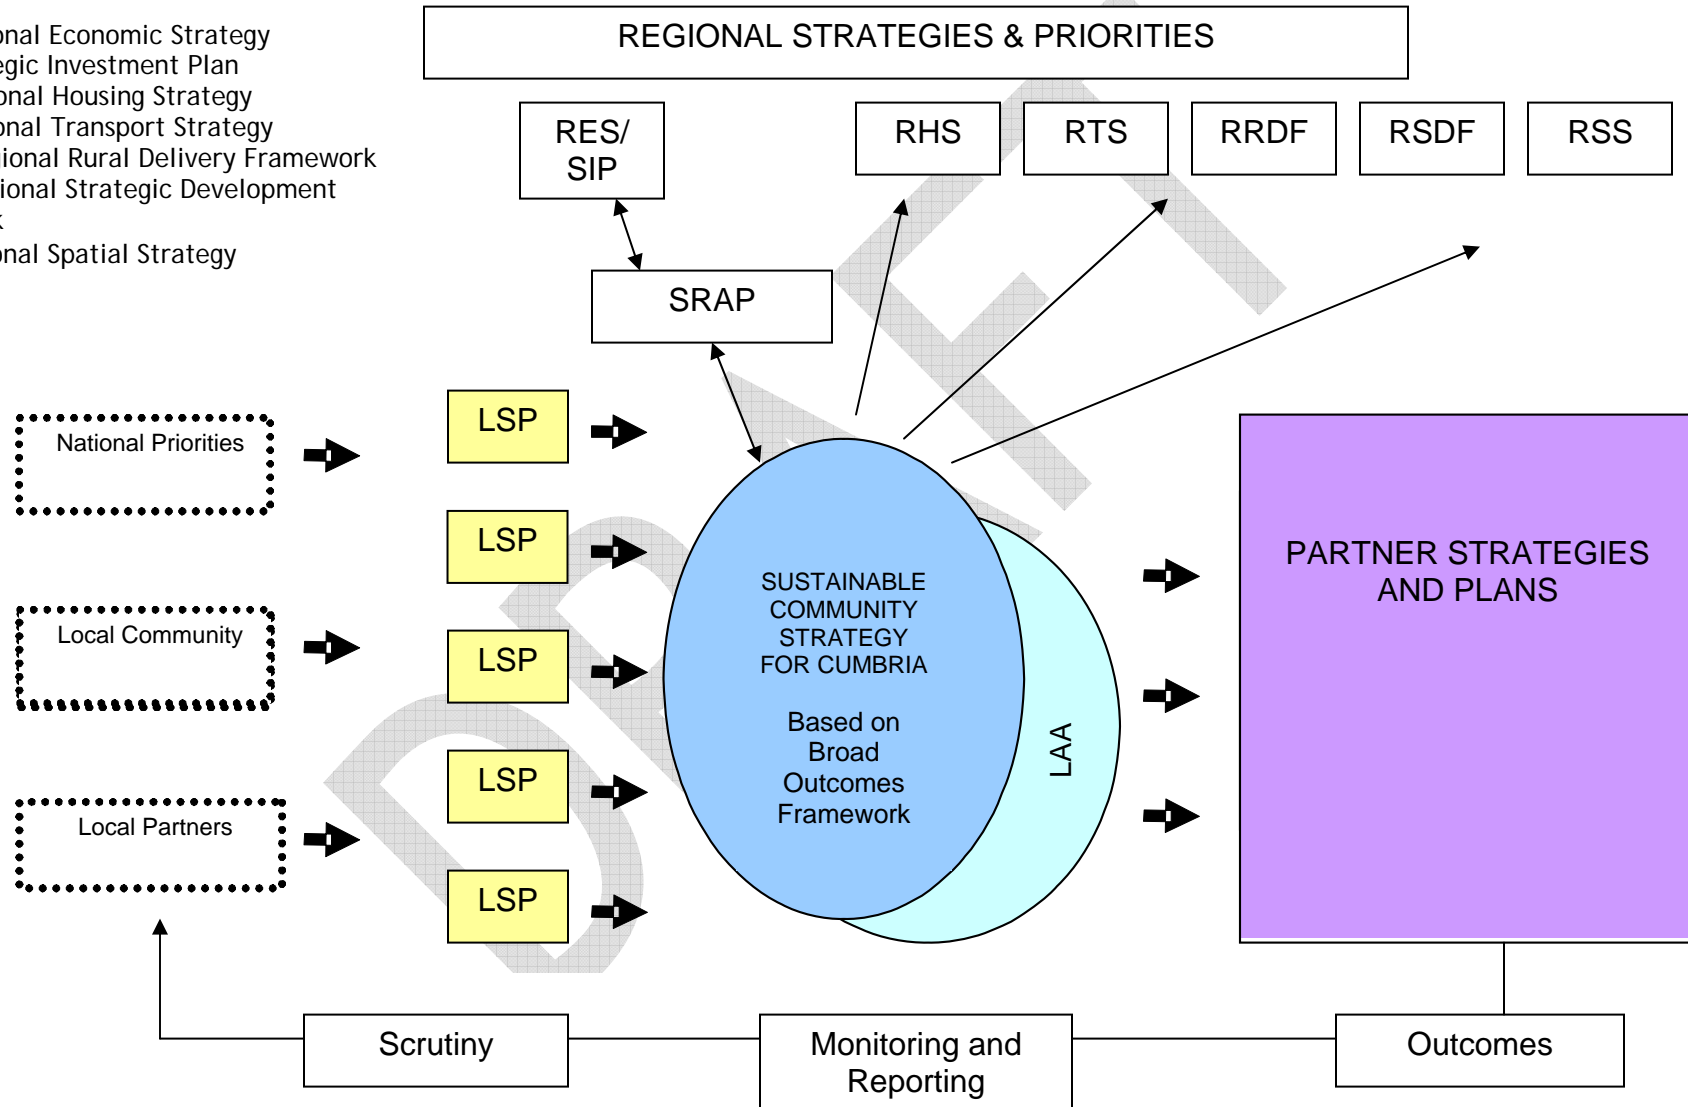 onal Economic Strategy
egic Investment Plan
onal Housing Strategy
onal Transport Strategy
gional Rural Delivery Framework
gional Strategic Development
k
onal Spatial Strategy
REGIONAL STRATEGIES & PRIORITIES
RES/
SIP
RHS
RTS
RRDF
RSDF
RSS
SRAP
National Priorities
Local Community
Local Partners
LSP
LSP
LSP
LSP
LSP
SUSTAINABLE
COMMUNITY
STRATEGY
FOR CUMBRIA
Based on
Broad
Outcomes
Framework
LAA
PARTNER STRATEGIES
AND PLANS
Scrutiny
Monitoring and
Reporting
Outcomes
DRAFT